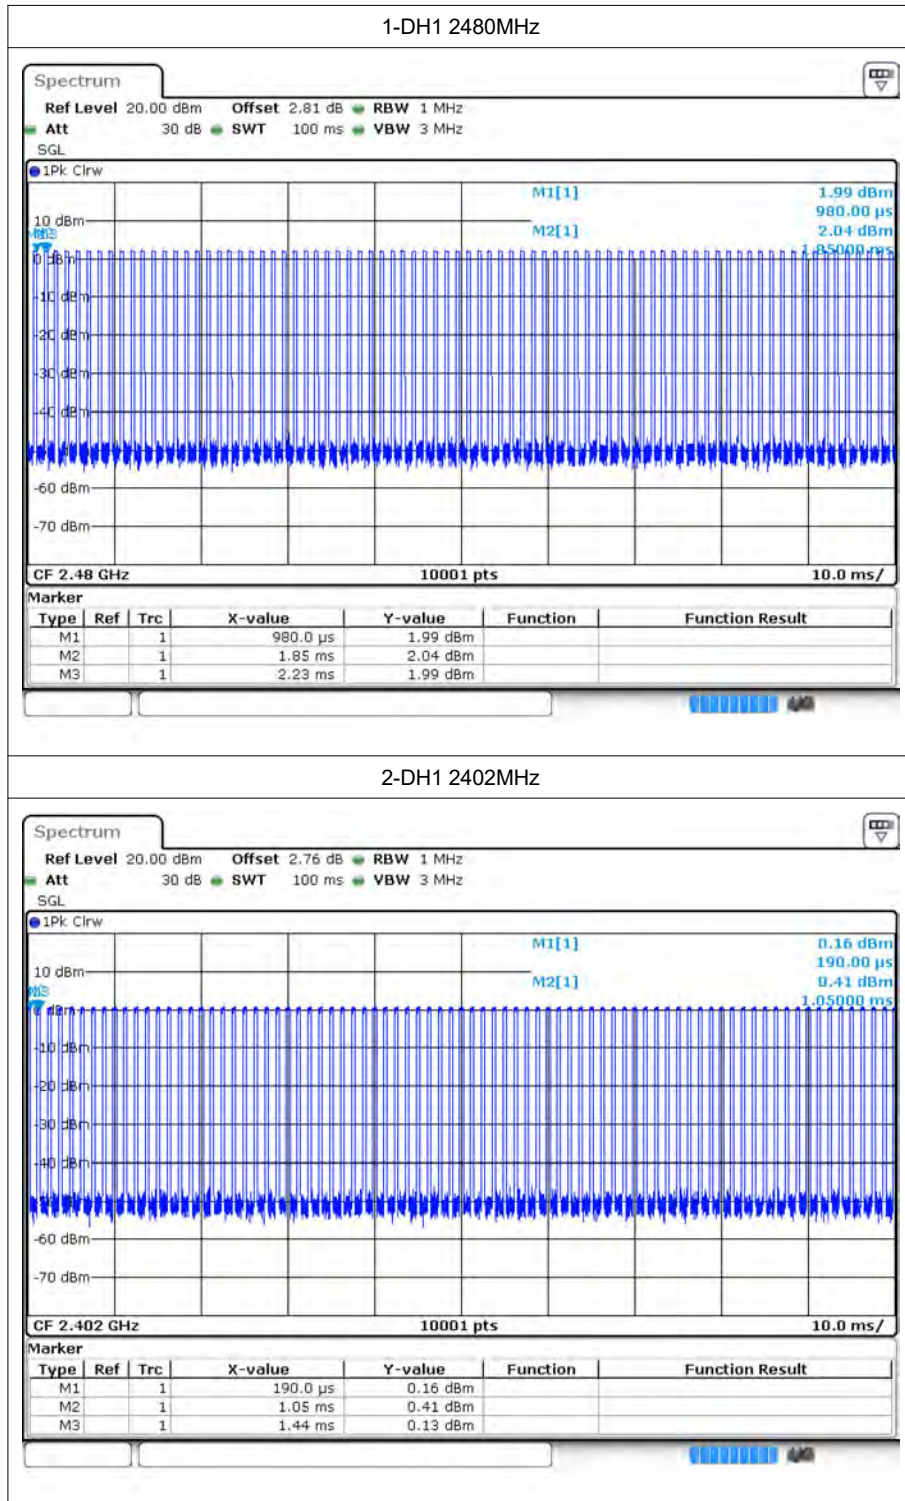 1-DH1 2480MHz
Spectrum
Ref Level 20.00 dBm Offset 2.81 dB RBW 1 MHz
Att 30 dB SWT 100 ms VBW 3 MHz
SGL
1Pk Clrw
M1[1] 1.99 dBm
980.00 µs
10 dBm
M2[1] 2.04 dBm
1.85000 ms
0 dBm
-10 dBm
-20 dBm
-30 dBm
-40 dBm
-60 dBm
-70 dBm
CF 2.48 GHz 10001 pts 10.0 ms/
Marker
Type Ref Trc X-value Y-value Function Function Result
M1 1 980.0 µs 1.99 dBm
M2 1 1.85 ms 2.04 dBm
M3 1 2.23 ms 1.99 dBm
2-DH1 2402MHz
Spectrum
Ref Level 20.00 dBm Offset 2.76 dB RBW 1 MHz
Att 30 dB SWT 100 ms VBW 3 MHz
SGL
1Pk Clrw
M1[1] 0.16 dBm
190.00 µs
10 dBm
M2[1] 0.41 dBm
1.05000 ms
0 dBm
-10 dBm
-20 dBm
-30 dBm
-40 dBm
-60 dBm
-70 dBm
CF 2.402 GHz 10001 pts 10.0 ms/
Marker
Type Ref Trc X-value Y-value Function Function Result
M1 1 190.0 µs 0.16 dBm
M2 1 1.05 ms 0.41 dBm
M3 1 1.44 ms 0.13 dBm